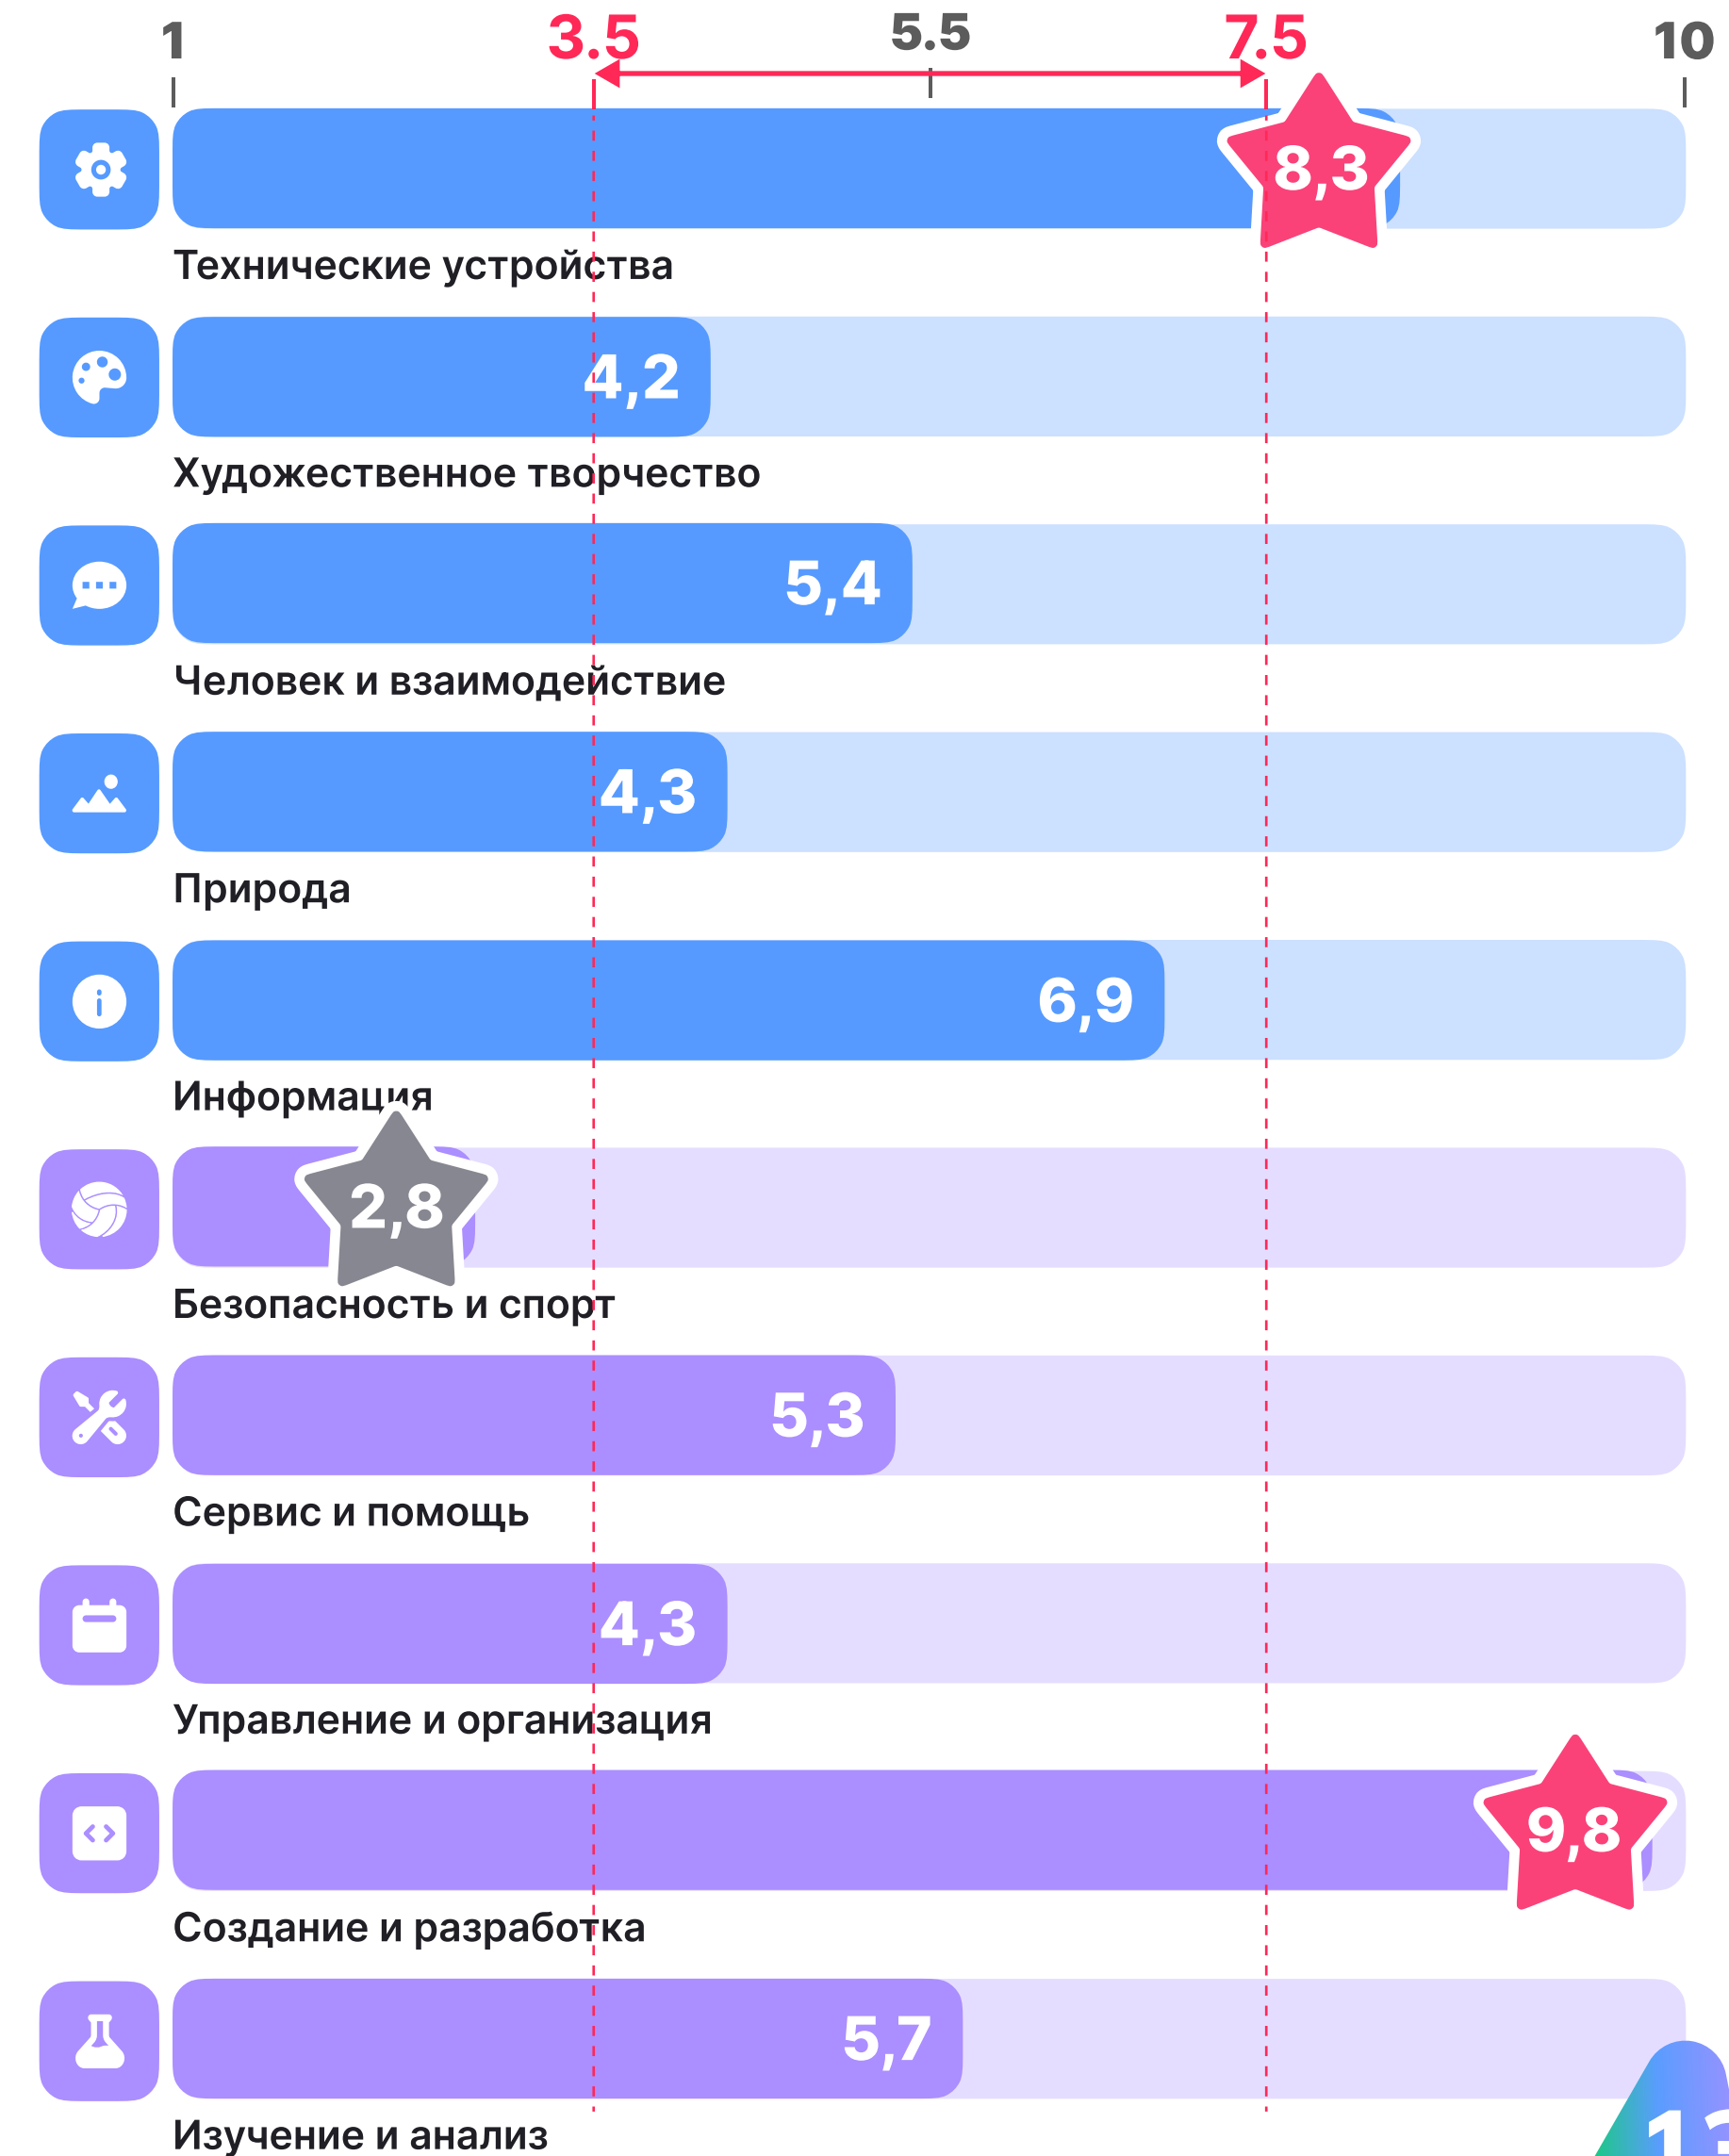 1 3.5 5.5 7.5 10
8,3
Технические устройства
4,2
Художественное творчество
5,4
Человек и взаимодействие
4,3
Природа
6,9
Информация
2,8
Безопасность и спорт
5,3
Сервис и помощь
4,3
Управление и организация
9,8
Создание и разработка
5,7
Изучение и анализ